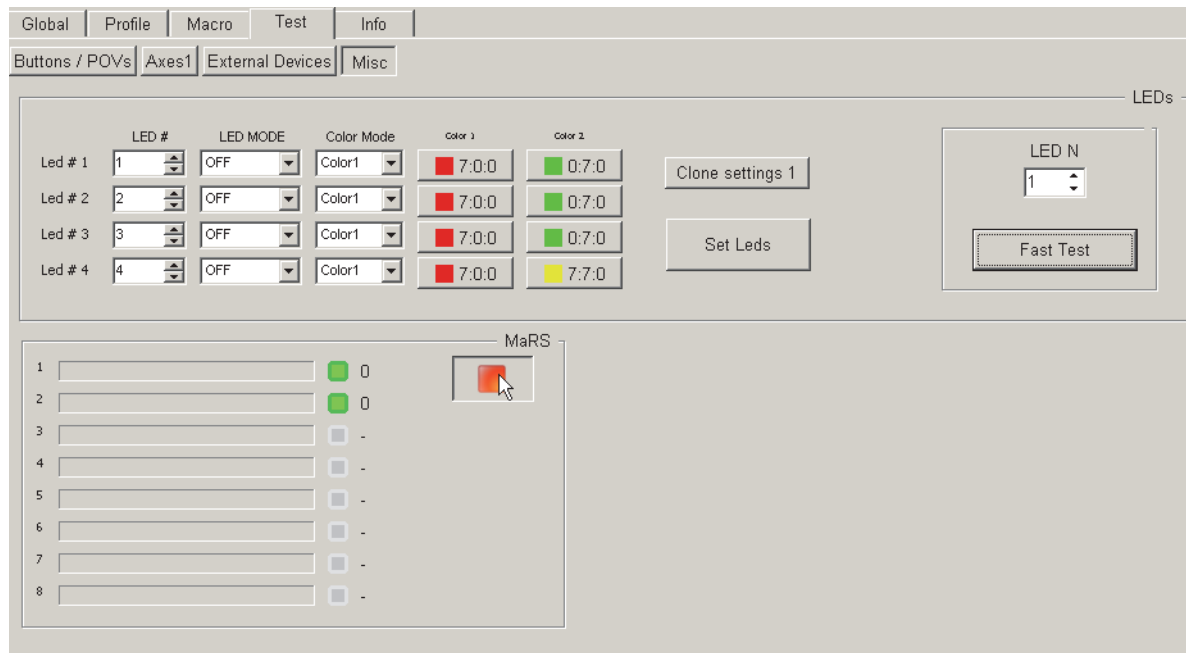 Global Profile Macro Test Info
Buttons / POVs Axes1 External Devices Misc
LEDs
LED # LED MODE Color Mode Color 1 Color 2
Led # 1 1 OFF Color1 7:0:0 0:7:0
Led # 2 2 OFF Color1 7:0:0 0:7:0
Led # 3 3 OFF Color1 7:0:0 0:7:0
Led # 4 4 OFF Color1 7:0:0 7:7:0
Clone settings 1
Set Leds
LED N
1
Fast Test
MaRS
1 0
2 0
3 -
4 -
5 -
6 -
7 -
8 -